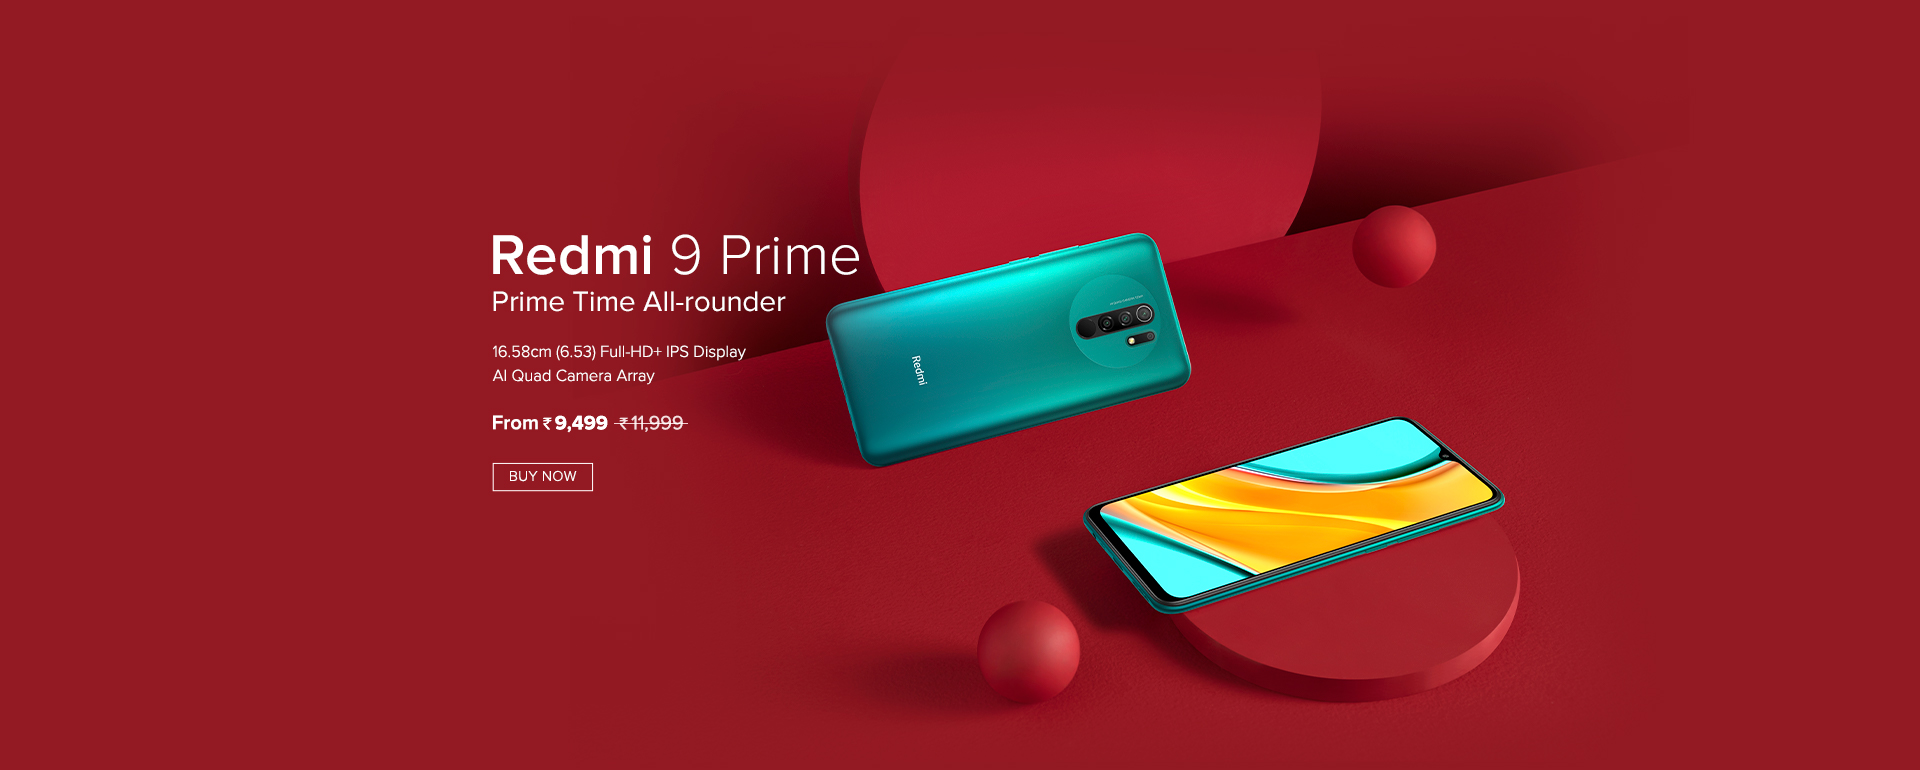 Redmi 9 Prime
Prime Time All-rounder
16.58cm (6.53) Full-HD+ IPS Display
AI Quad Camera Array
From ₹ 9,499 ₹ 11,999
BUY NOW
Redmi